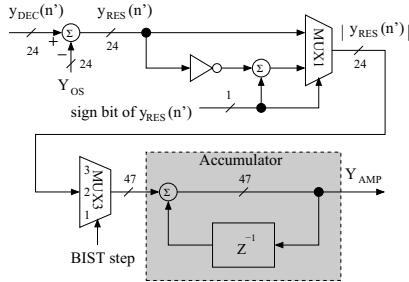 y_DEC(n')
y_RES(n')
| y_RES(n')|
24
+
Σ
−
24
24
24
Y_OS
MUX1
Σ
1
sign bit of y_RES(n')
Accumulator
3
2
1
MUX3
47
Σ
47
Y_AMP
Z^-1
BIST step